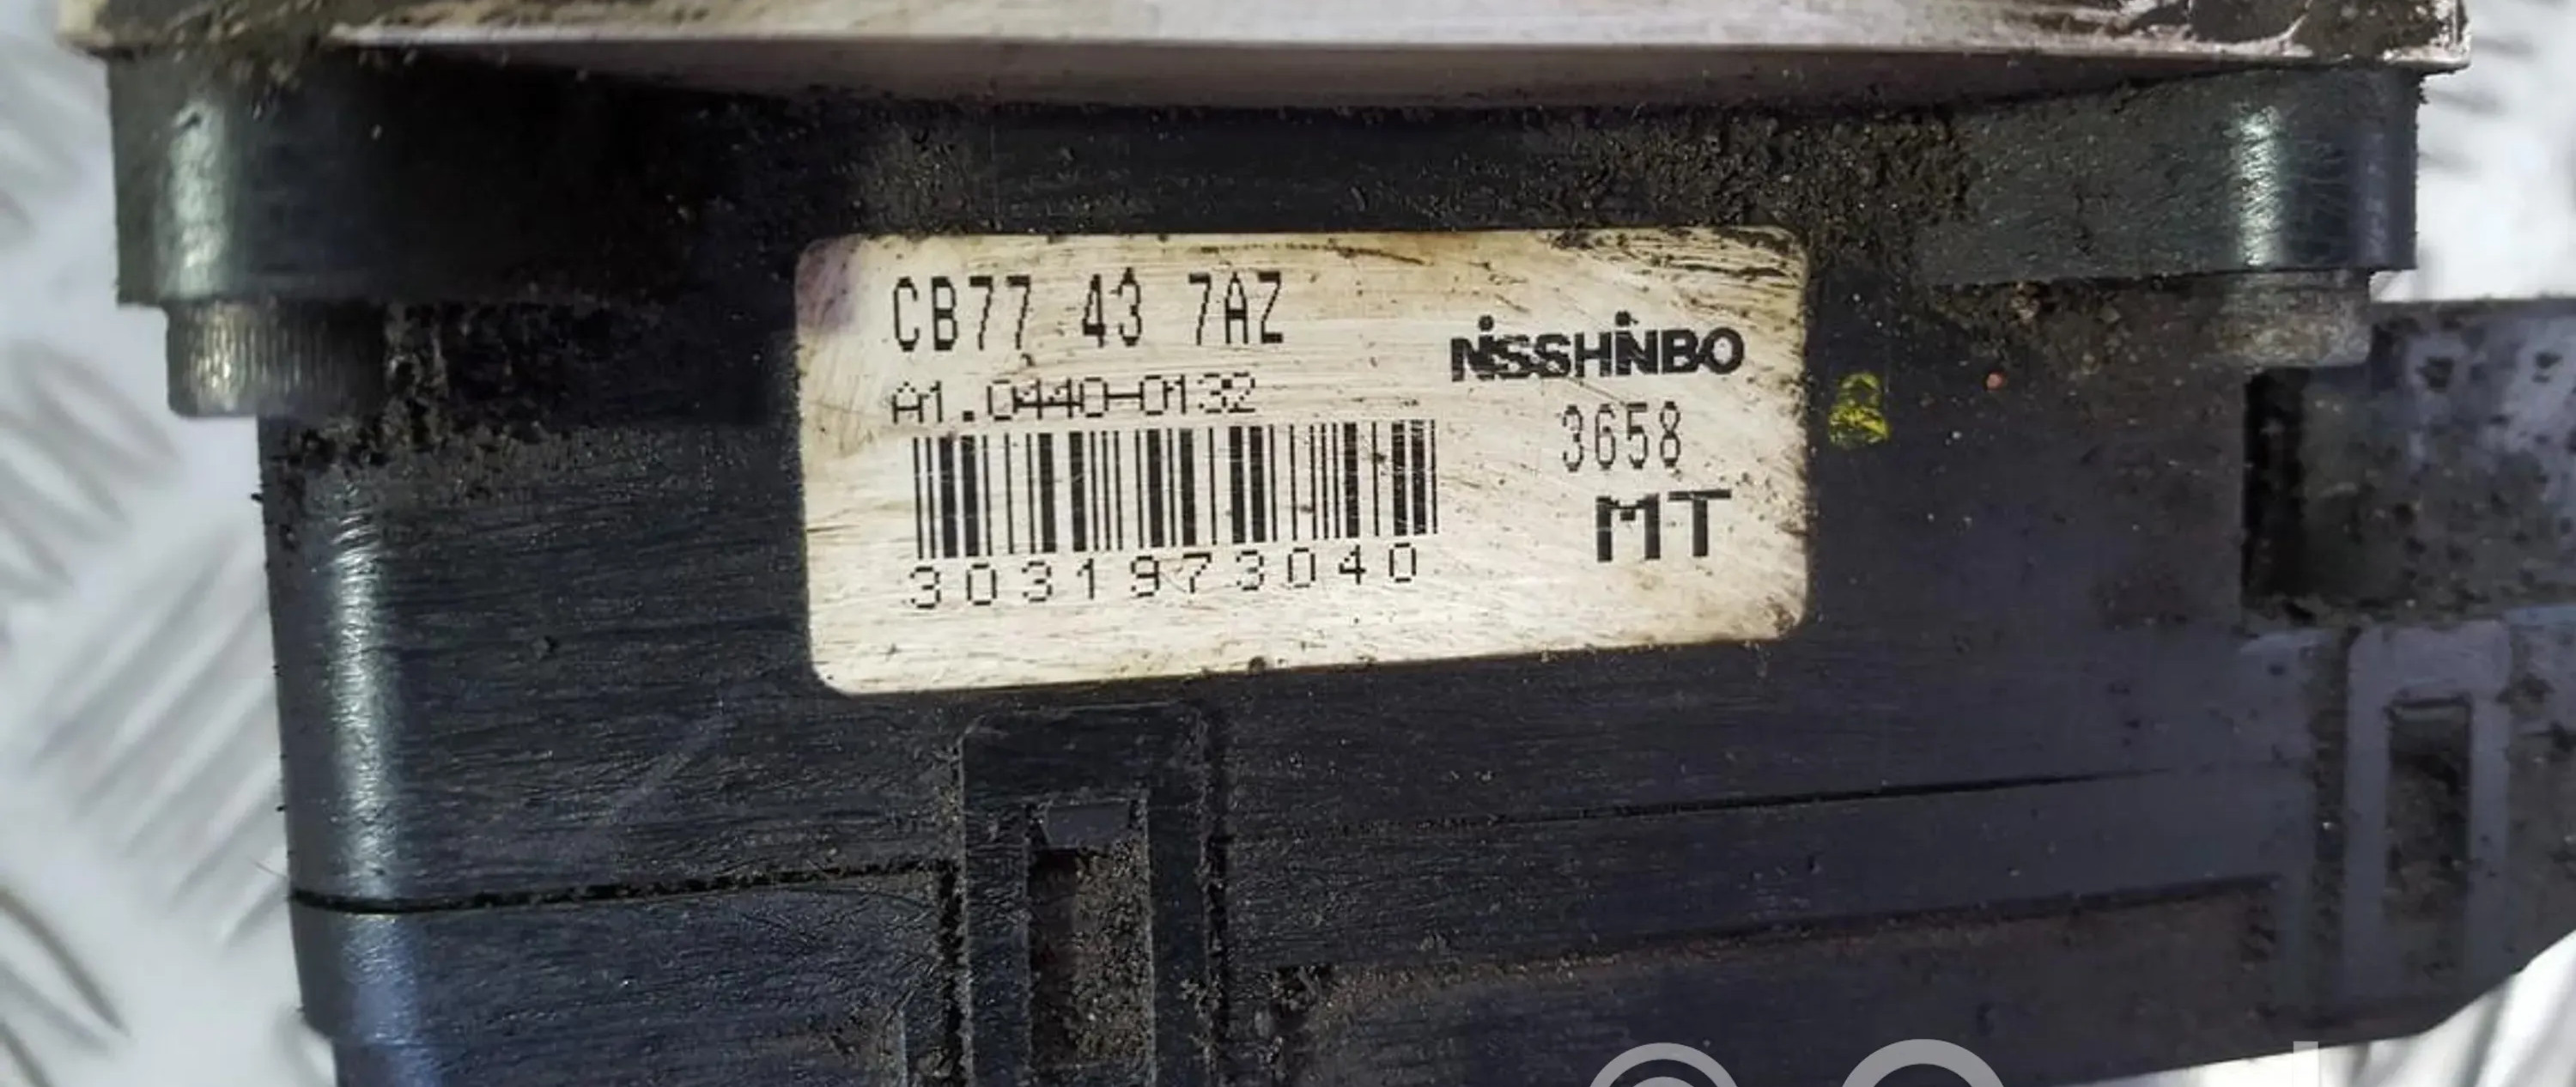 CB77 43 7AZ
NISSHINBO
A1.0440-0132
3658
MT
3031973040